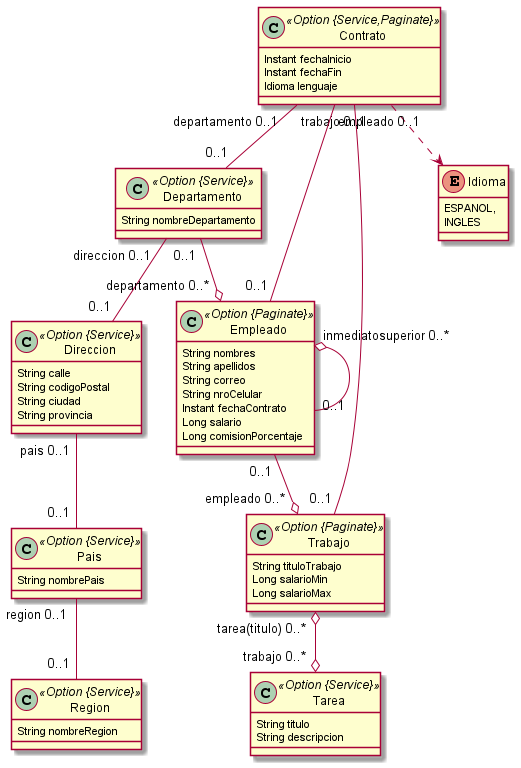 C «Option {Service,Paginate}»
Contrato
Instant fechaInicio
Instant fechaFin
Idioma lenguaje
departamento 0..1
trabajo 0..1
empleado 0..1
0..1
C «Option {Service}»
Departamento
String nombreDepartamento
E Idioma
ESPANOL,
INGLES
direccion 0..1
0..1
departamento 0..*
0..1
0..1
C «Option {Service}»
Direccion
String calle
String codigoPostal
String ciudad
String provincia
C «Option {Paginate}»
Empleado
String nombres
String apellidos
String correo
String nroCelular
Instant fechaContrato
Long salario
Long comisionPorcentaje
inmediatosuperior 0..*
0..1
pais 0..1
0..1
0..1
empleado 0..*
0..1
C «Option {Service}»
Pais
String nombrePais
C «Option {Paginate}»
Trabajo
String tituloTrabajo
Long salarioMin
Long salarioMax
region 0..1
0..1
tarea(titulo) 0..*
trabajo 0..*
C «Option {Service}»
Region
String nombreRegion
C «Option {Service}»
Tarea
String titulo
String descripcion